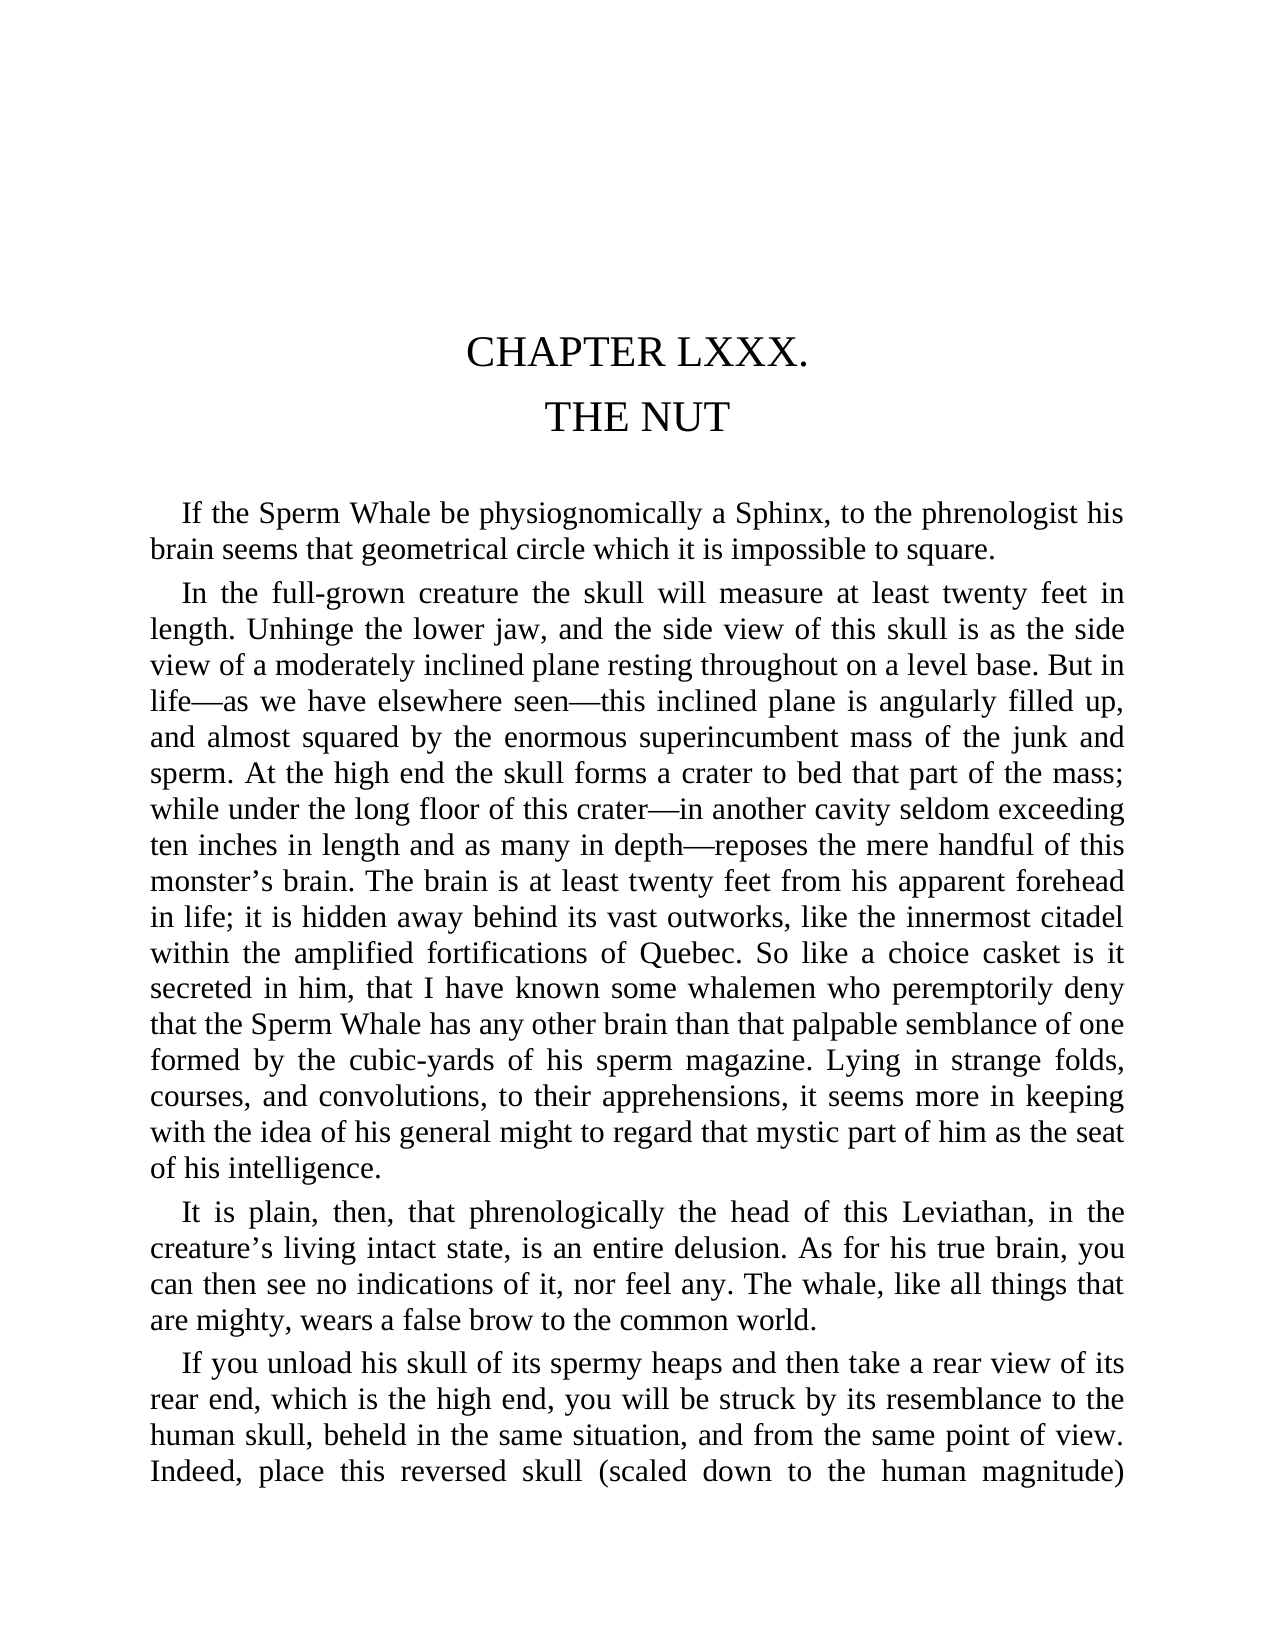 CHAPTER LXXX.
THE NUT
If the Sperm Whale be physiognomically a Sphinx, to the phrenologist his
brain seems that geometrical circle which it is impossible to square.
In the full-grown creature the skull will measure at least twenty feet in
length. Unhinge the lower jaw, and the side view of this skull is as the side
view of a moderately inclined plane resting throughout on a level base. But in
life—as we have elsewhere seen—this inclined plane is angularly filled up,
and almost squared by the enormous superincumbent mass of the junk and
sperm. At the high end the skull forms a crater to bed that part of the mass;
while under the long floor of this crater—in another cavity seldom exceeding
ten inches in length and as many in depth—reposes the mere handful of this
monster’s brain. The brain is at least twenty feet from his apparent forehead
in life; it is hidden away behind its vast outworks, like the innermost citadel
within the amplified fortifications of Quebec. So like a choice casket is it
secreted in him, that I have known some whalemen who peremptorily deny
that the Sperm Whale has any other brain than that palpable semblance of one
formed by the cubic-yards of his sperm magazine. Lying in strange folds,
courses, and convolutions, to their apprehensions, it seems more in keeping
with the idea of his general might to regard that mystic part of him as the seat
of his intelligence.
It is plain, then, that phrenologically the head of this Leviathan, in the
creature’s living intact state, is an entire delusion. As for his true brain, you
can then see no indications of it, nor feel any. The whale, like all things that
are mighty, wears a false brow to the common world.
If you unload his skull of its spermy heaps and then take a rear view of its
rear end, which is the high end, you will be struck by its resemblance to the
human skull, beheld in the same situation, and from the same point of view.
Indeed, place this reversed skull (scaled down to the human magnitude)